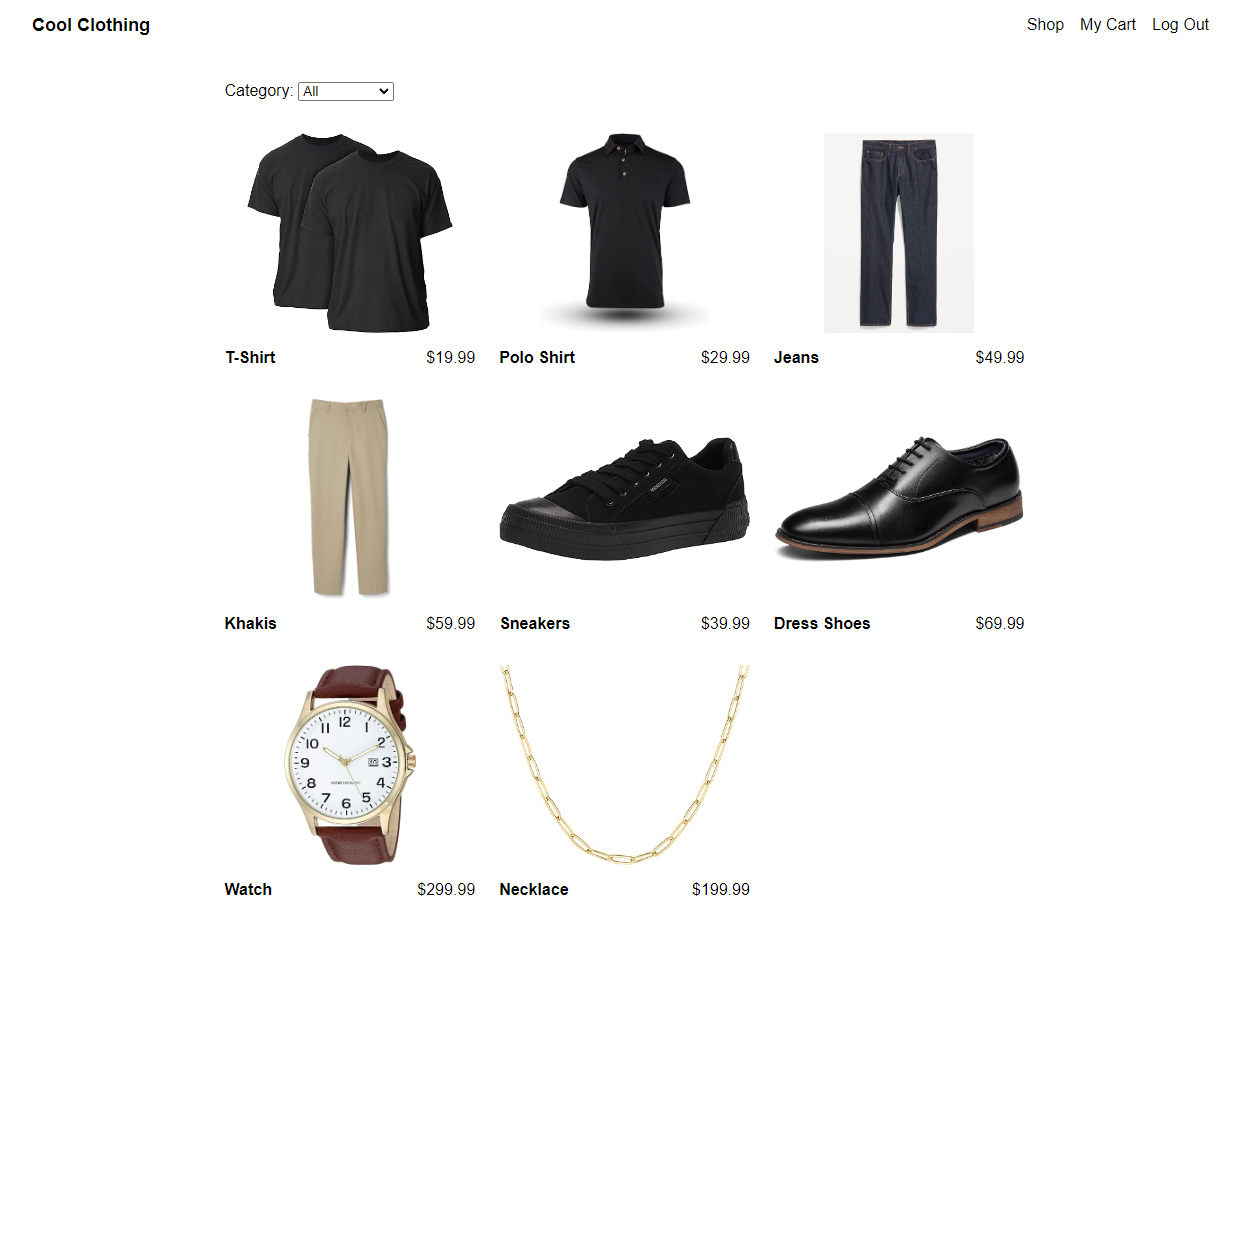 Cool Clothing
Shop My Cart Log Out
Category: All
T-Shirt $19.99
Polo Shirt $29.99
Jeans $49.99
Khakis $59.99
Sneakers $39.99
Dress Shoes $69.99
12
11 1
10 2
9 3
8 4
7 5
6
Watch $299.99
Necklace $199.99